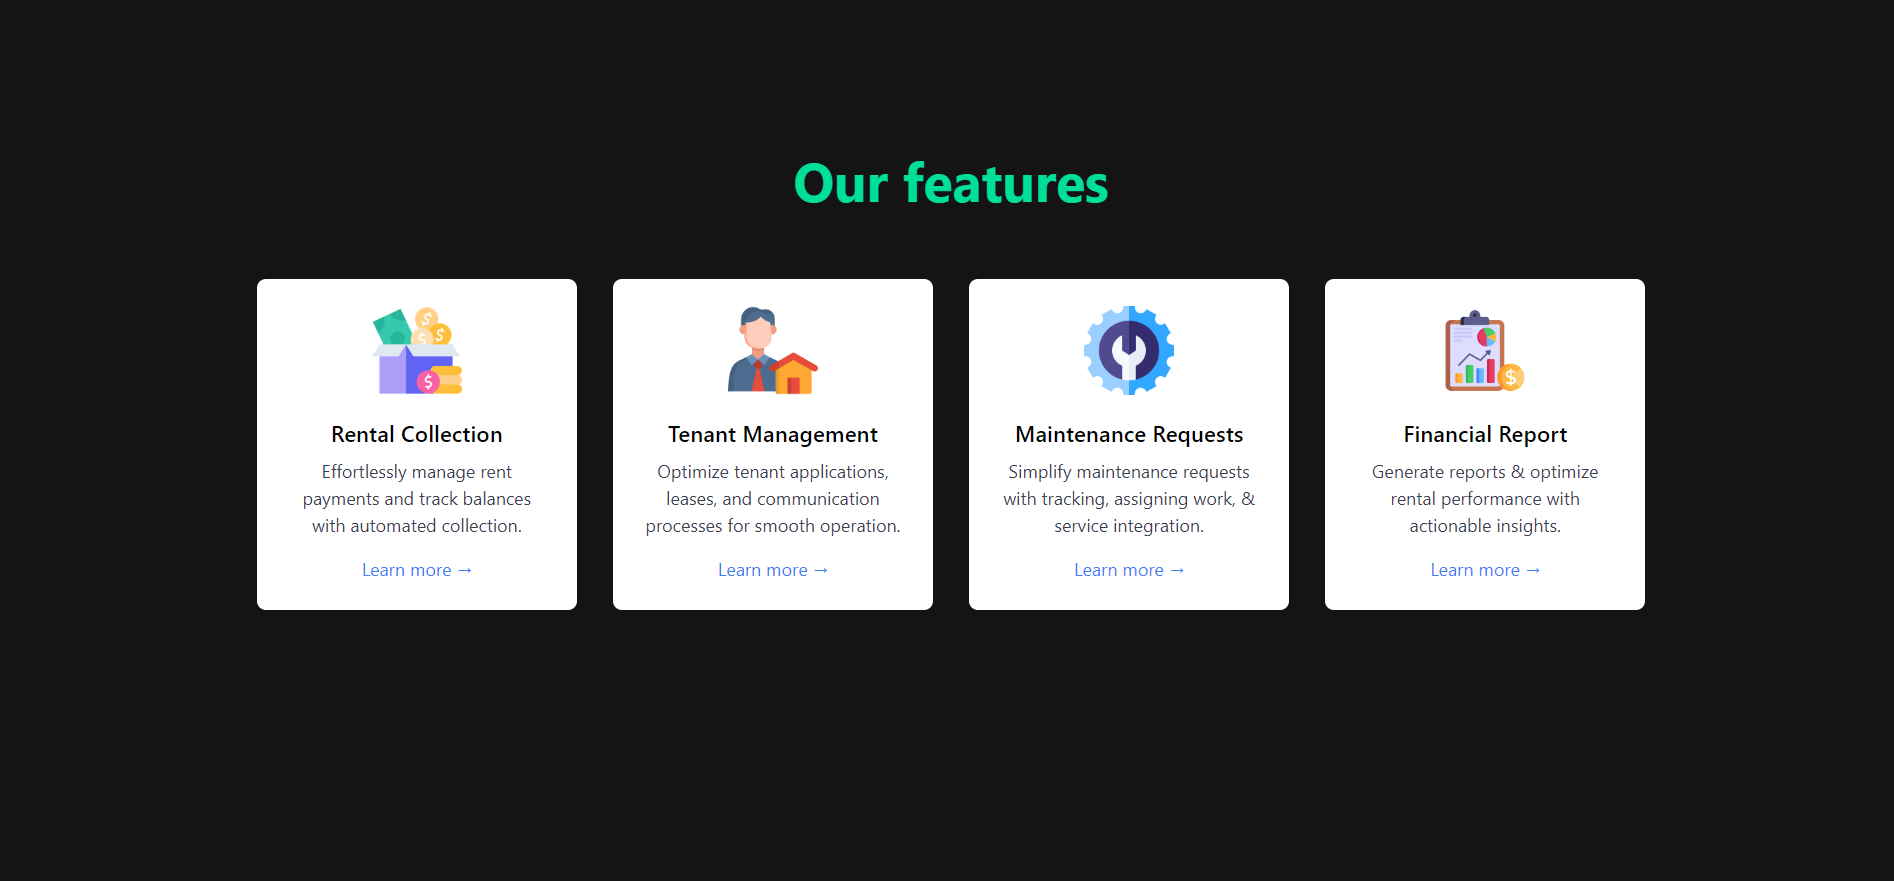 Our features
Rental Collection
Effortlessly manage rent
payments and track balances
with automated collection.
Learn more →
Tenant Management
Optimize tenant applications,
leases, and communication
processes for smooth operation.
Learn more →
Maintenance Requests
Simplify maintenance requests
with tracking, assigning work, &
service integration.
Learn more →
Financial Report
Generate reports & optimize
rental performance with
actionable insights.
Learn more →